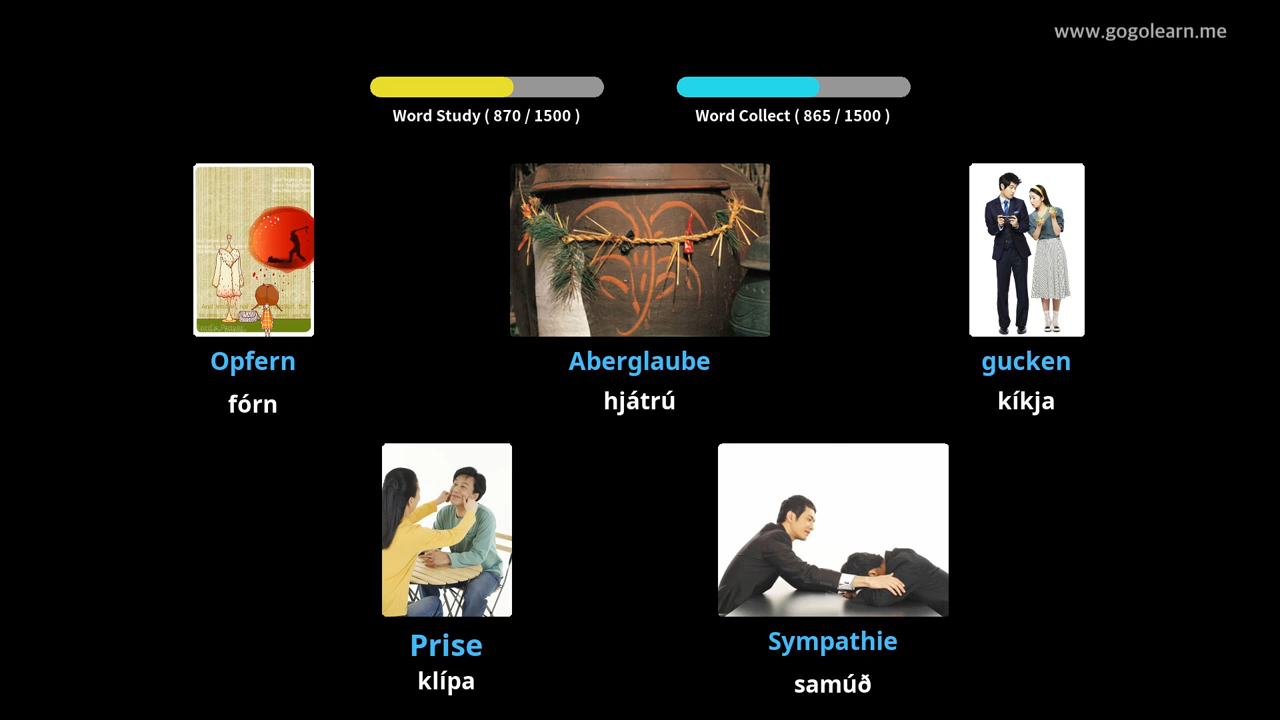 www.gogolearn.me
Word Study ( 870 / 1500 )
Word Collect ( 865 / 1500 )
Opfern
fórn
Aberglaube
hjátrú
gucken
kíkja
Prise
klípa
Sympathie
samúð